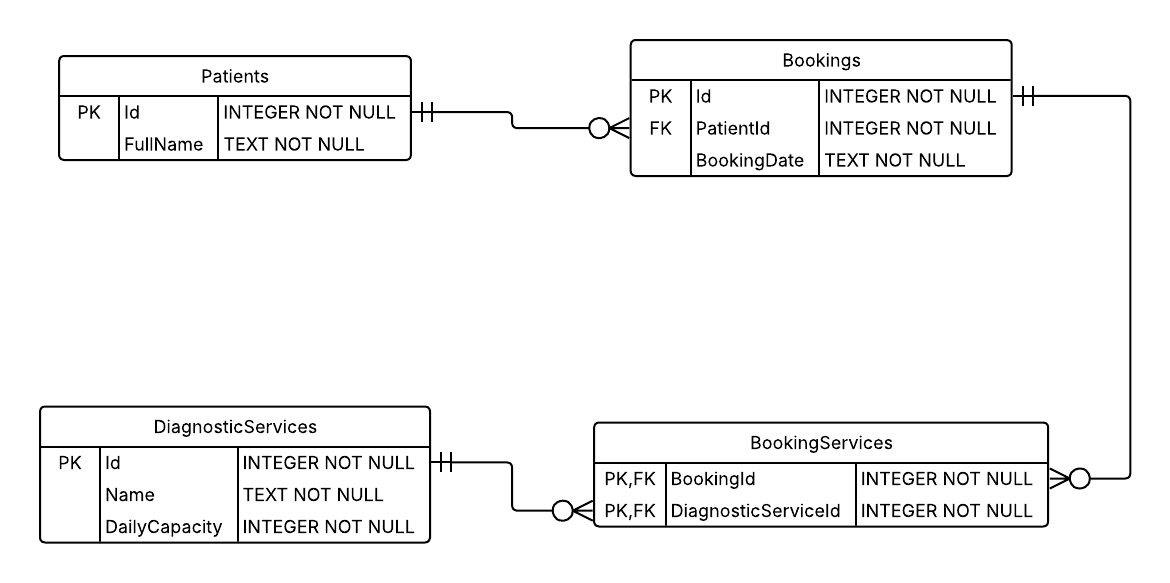 Patients
PK Id INTEGER NOT NULL
FullName TEXT NOT NULL
Bookings
PK Id INTEGER NOT NULL
FK PatientId INTEGER NOT NULL
BookingDate TEXT NOT NULL
DiagnosticServices
PK Id INTEGER NOT NULL
Name TEXT NOT NULL
DailyCapacity INTEGER NOT NULL
BookingServices
PK,FK BookingId INTEGER NOT NULL
PK,FK DiagnosticServiceId INTEGER NOT NULL